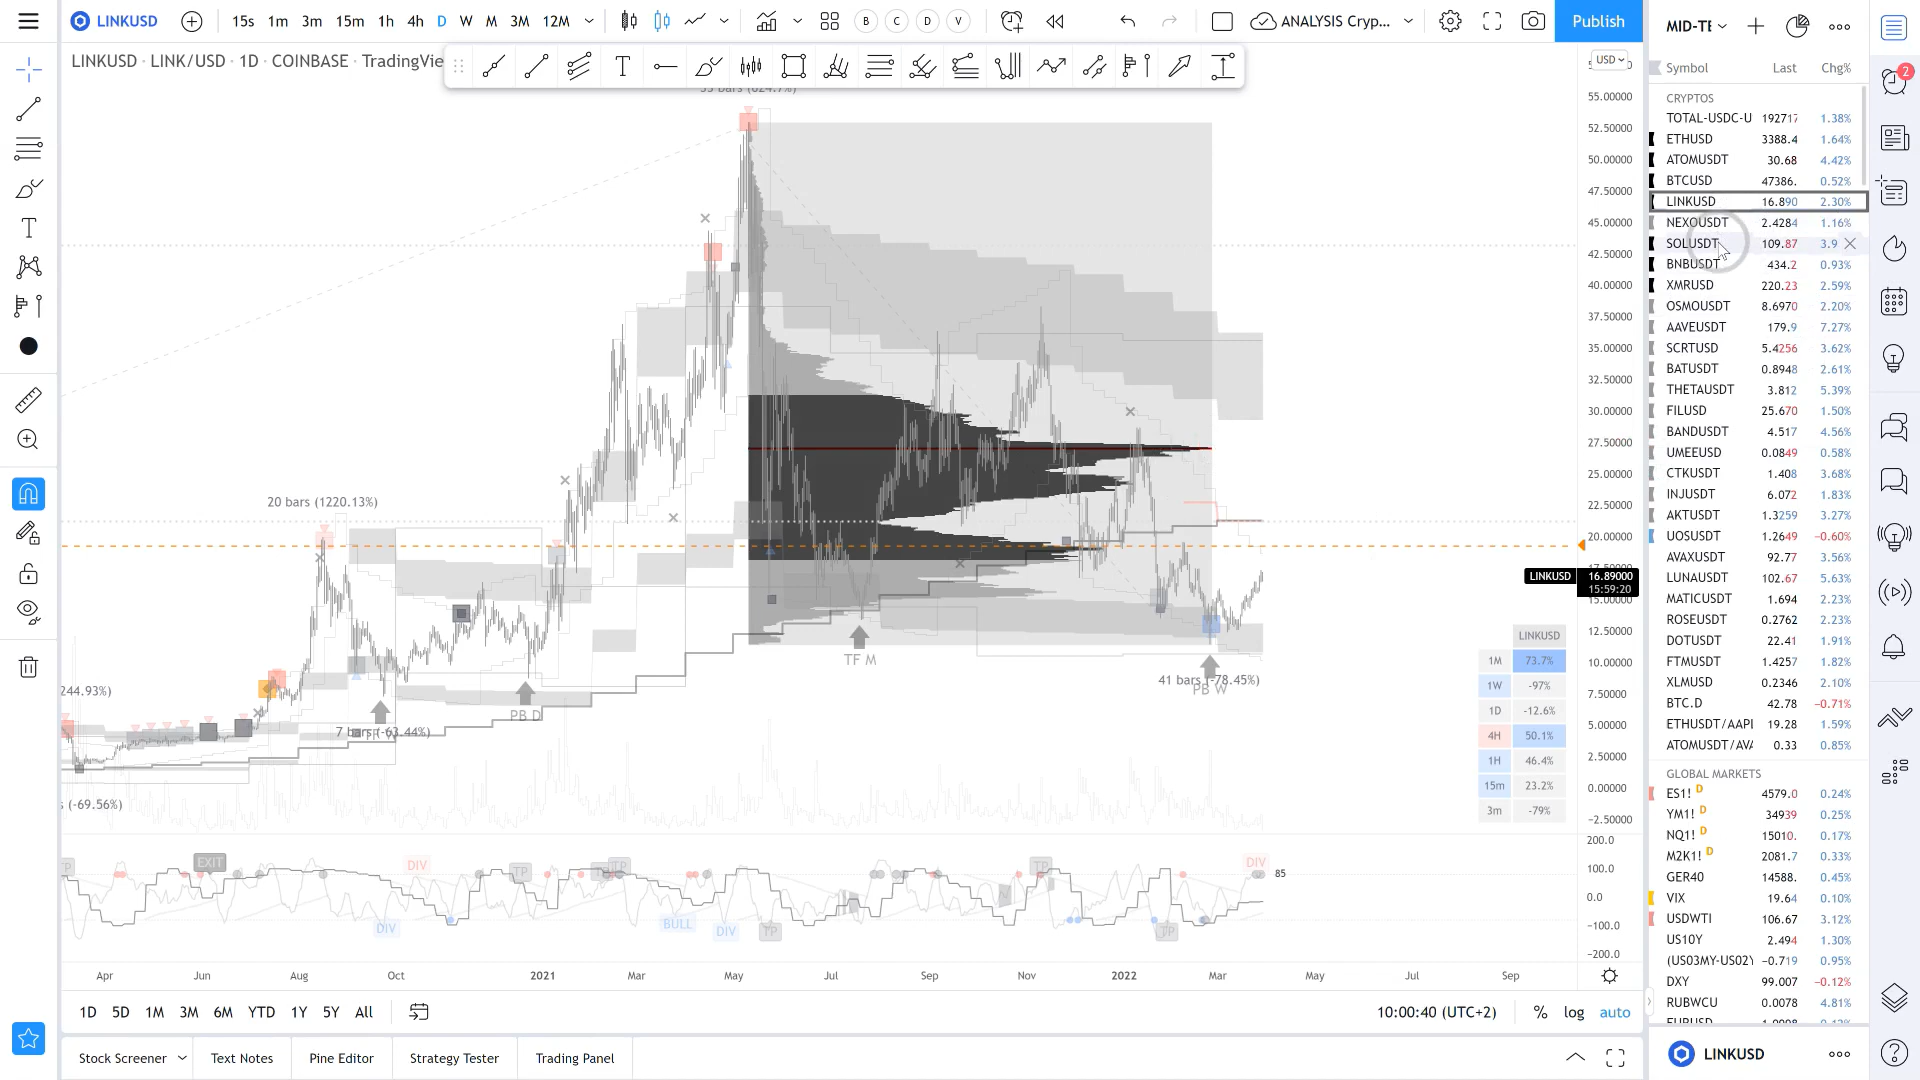 LINKUSD
15s 1m 3m 15m 1h 4h D W M 3M 12M
B C D V
ANALYSIS Cryp...
Publish
MID-TE
LINKUSD · LINK/USD · 1D · COINBASE · TradingVie
USD
Symbol Last Chg%
CRYPTOS
TOTAL-USDC-U 192717 1.38%
ETHUSD 3388.4 1.64%
ATOMUSDT 30.68 4.42%
BTCUSD 47386. 0.52%
LINKUSD 16.890 2.30%
NEXOUSDT 2.4284 1.16%
SOLUSDT 109.87 3.9
BNBUSDT 434.2 0.93%
XMRUSD 220.23 2.59%
OSMOUSDT 8.6970 2.20%
AAVEUSDT 179.9 7.27%
SCRTUSD 5.4256 3.62%
BATUSDT 0.8948 2.61%
THETAUSDT 3.812 5.39%
FILUSD 25.670 1.50%
BANDUSDT 4.517 4.56%
UMEEUSD 0.0849 0.58%
CTKUSDT 1.408 3.68%
INJUSDT 6.072 1.83%
AKTUSDT 1.3259 3.27%
UOSUSDT 1.2649 −0.60%
AVAXUSDT 92.77 3.56%
LUNAUSDT 102.67 5.63%
MATICUSDT 1.694 2.23%
ROSEUSDT 0.2762 2.23%
DOTUSDT 22.41 1.91%
FTMUSDT 1.4257 1.82%
XLMUSD 0.2346 2.10%
BTC.D 42.78 −0.71%
ETHUSDT/AAPL 19.28 1.59%
ATOMUSDT/AVA 0.33 0.85%
GLOBAL MARKETS
ES1! D 4579.0 0.24%
YM1! D 34939 0.25%
NQ1! D 15010. 0.17%
M2K1! D 2081.7 0.33%
GER40 14588. 0.45%
VIX 19.64 0.10%
USDWTI 106.67 3.12%
US10Y 2.494 1.30%
(US03MY-US02Y −0.719 0.95%
DXY 99.007 −0.12%
RUBWCU 0.0078 4.81%
LINKUSD
2
55.00000
52.50000
50.00000
47.50000
45.00000
42.50000
40.00000
37.50000
35.00000
32.50000
30.00000
27.50000
25.00000
22.50000
20.00000
LINKUSD 16.89000
15:59:20
15.00000
12.50000
10.00000
7.50000
5.00000
2.50000
0.00000
−2.50000
200.0
100.0
0.0
−100.0
−200.0
20 bars (1220.13%)
244.93%)
7 bars (-63.44%)
s (-69.56%)
PB D
TF M
41 bars (-78.45%)
PB W
LINKUSD
1M 73.7%
1W -97%
1D -12.6%
4H 50.1%
1H 46.4%
15m 23.2%
3m -79%
TP EXIT DIV TP TP TP DIV 85
DIV BULL DIV TP TP
Apr Jun Aug Oct 2021 Mar May Jul Sep Nov 2022 Mar May Jul Sep
1D 5D 1M 3M 6M YTD 1Y 5Y All
10:00:40 (UTC+2) % log auto
Stock Screener Text Notes Pine Editor Strategy Tester Trading Panel